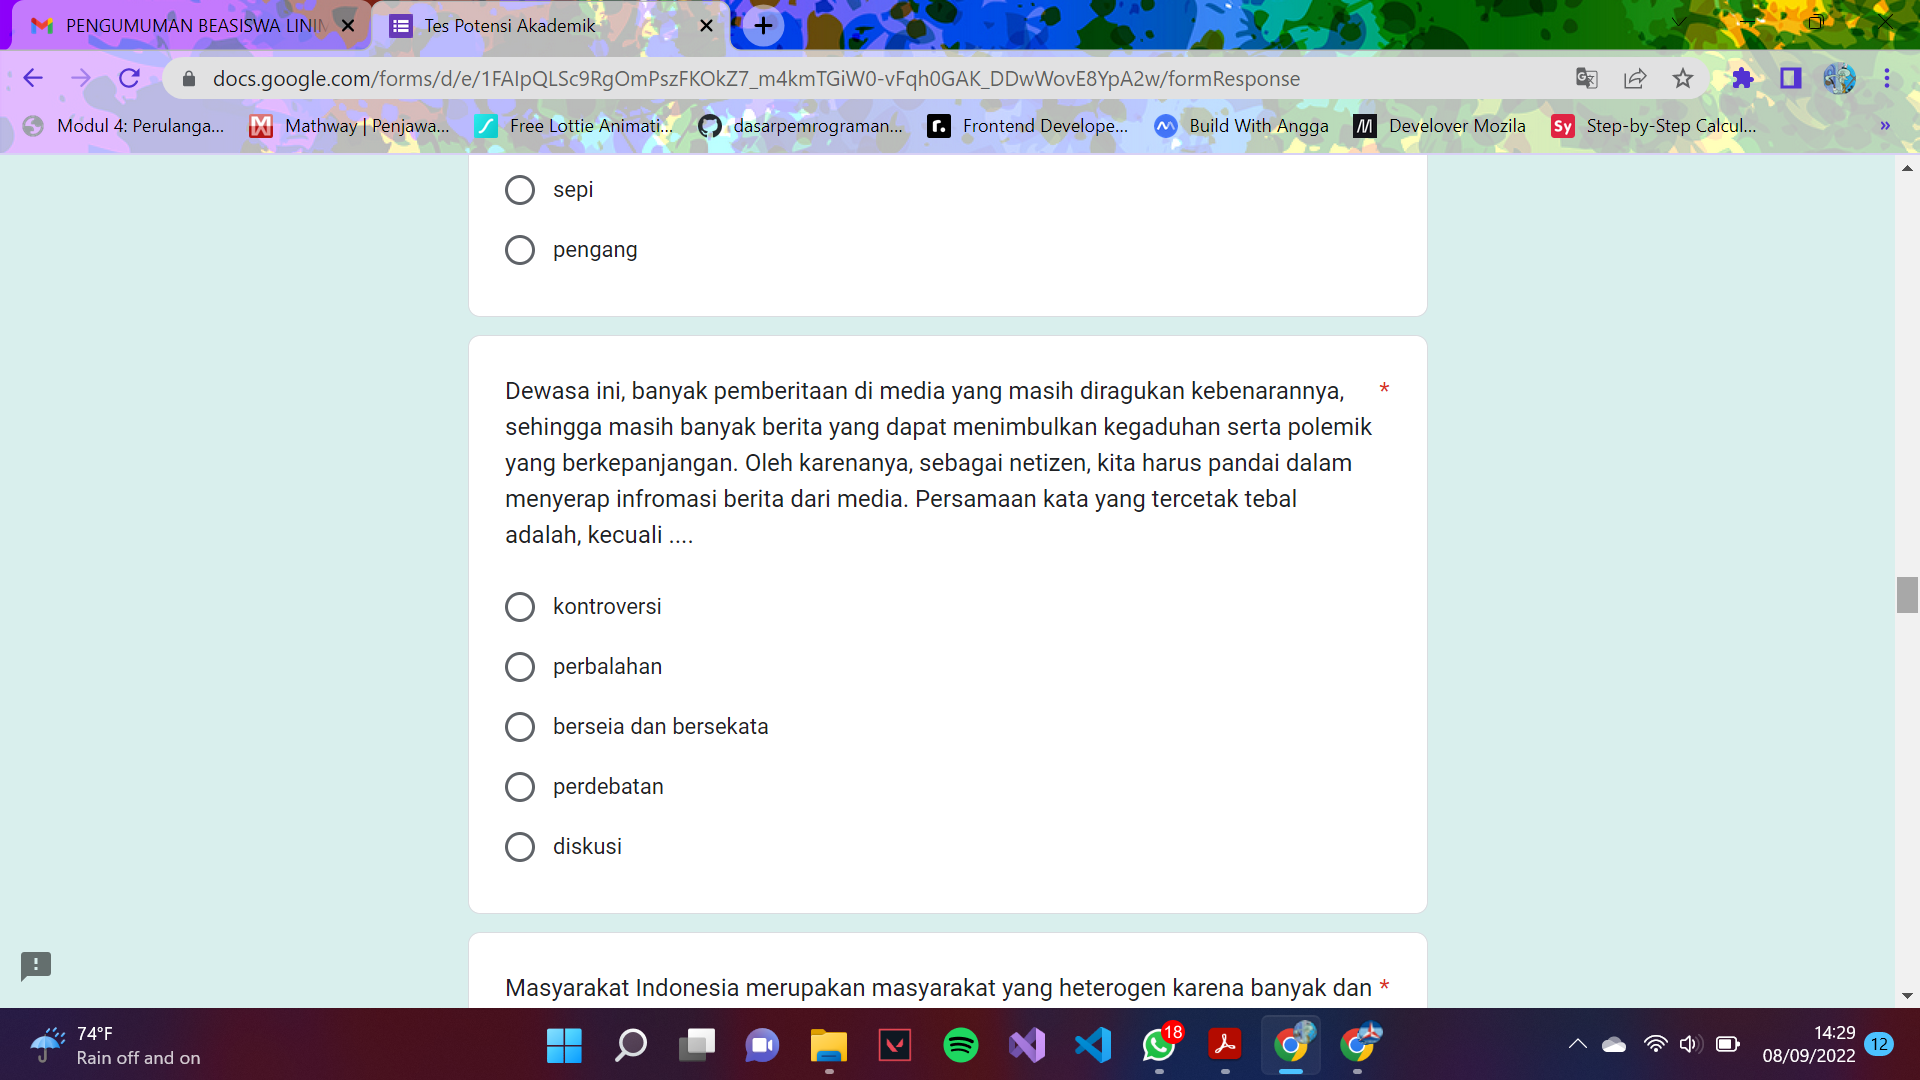 PENGUMUMAN BEASISWA LINI
Tes Potensi Akademik
docs.google.com/forms/d/e/1FAIpQLSc9RgOmPszFKOkZ7_m4kmTGiW0-vFqh0GAK_DDwWovE8YpA2w/formResponse
Modul 4: Perulanga...
Mathway | Penjawa...
Free Lottie Animati...
dasarpemrograman...
Frontend Develope...
Build With Angga
Develover Mozila
Sy
Step-by-Step Calcul...
sepi
pengang
Dewasa ini, banyak pemberitaan di media yang masih diragukan kebenarannya, *
sehingga masih banyak berita yang dapat menimbulkan kegaduhan serta polemik
yang berkepanjangan. Oleh karenanya, sebagai netizen, kita harus pandai dalam
menyerap infromasi berita dari media. Persamaan kata yang tercetak tebal
adalah, kecuali ....
kontroversi
perbalahan
berseia dan bersekata
perdebatan
diskusi
Masyarakat Indonesia merupakan masyarakat yang heterogen karena banyak dan *
74°F
Rain off and on
18
14:29
08/09/2022
12